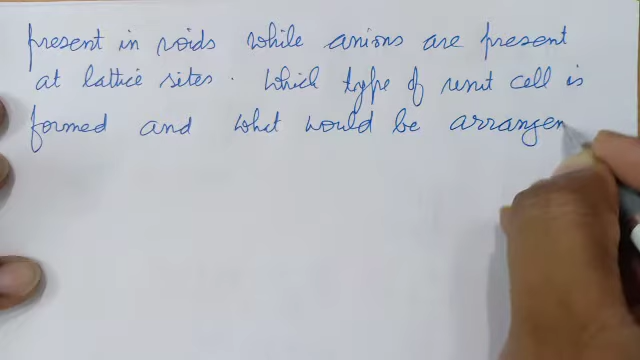 present in voids while anions are present
at lattice sites. Which type of unit cell is
formed and what would be arrangem